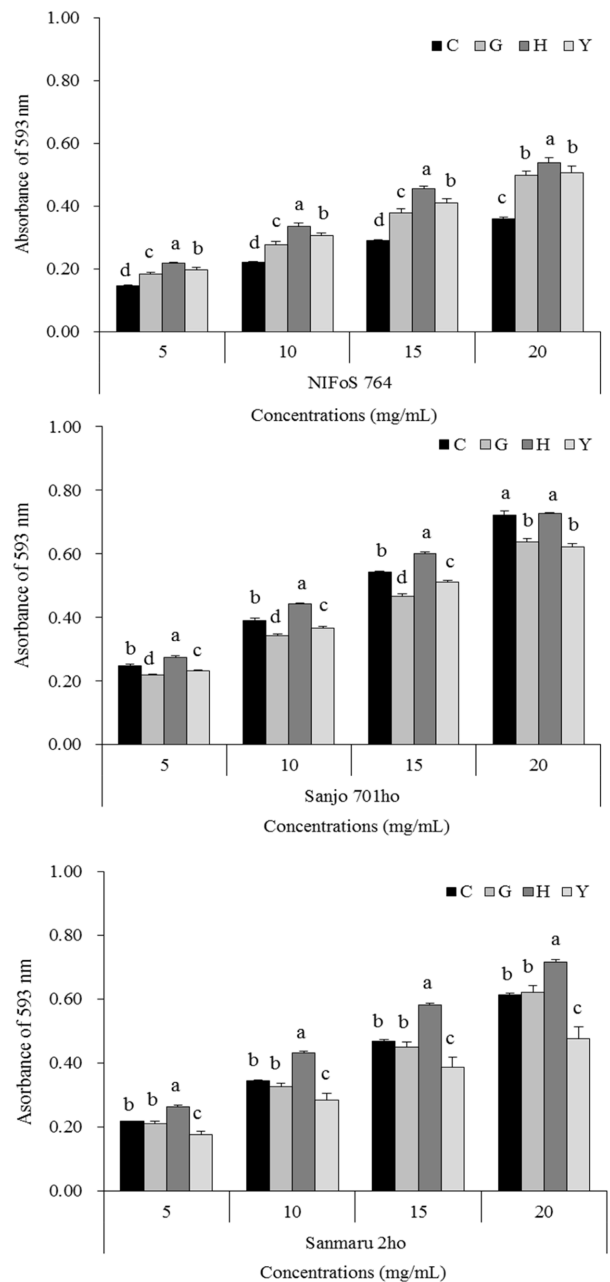 1.00
C G H Y
0.80
0.60
0.40
0.20
0.00
Absorbance of 593 nm
d c a b
d c a b
d c a b
c b a b
5 10 15 20
NIFoS 764
Concentrations (mg/mL)
1.00
C G H Y
0.80
0.60
0.40
0.20
0.00
Asorbance of 593 nm
b d a c
b d a c
b d a c
a b a b
5 10 15 20
Sanjo 701ho
Concentrations (mg/mL)
1.00
C G H Y
0.80
0.60
0.40
0.20
0.00
Asorbance of 593 nm
b b a c
b b a c
b b a c
b b a c
5 10 15 20
Sanmaru 2ho
Concentrations (mg/mL)